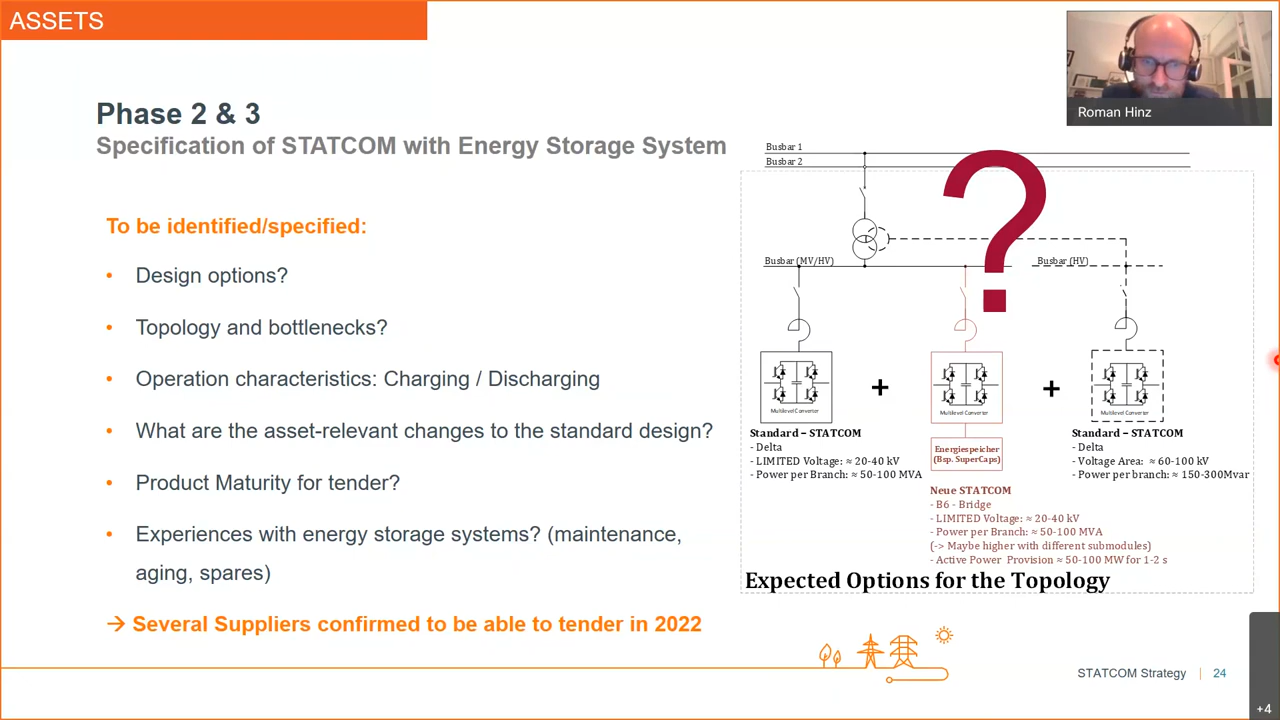 ASSETS
Roman Hinz
Phase 2 & 3
Specification of STATCOM with Energy Storage System
To be identified/specified:
• Design options?
• Topology and bottlenecks?
• Operation characteristics: Charging / Discharging
• What are the asset-relevant changes to the standard design?
• Product Maturity for tender?
• Experiences with energy storage systems? (maintenance,
aging, spares)
→ Several Suppliers confirmed to be able to tender in 2022
Busbar 1
Busbar 2
?
Busbar (MV/HV)
Busbar (HV)
Multilevel Converter
+
Multilevel Converter
+
Multilevel Converter
Standard – STATCOM
- Delta
- LIMITED Voltage: ≈ 20-40 kV
- Power per Branch: ≈ 50-100 MVA
Energiespeicher
(Bsp. SuperCaps)
Neue STATCOM
- B6 - Bridge
- LIMITED Voltage: ≈ 20-40 kV
- Power per Branch: ≈ 50-100 MVA
(-> Maybe higher with different submodules)
- Active Power Provision ≈ 50-100 MW for 1-2 s
Standard – STATCOM
- Delta
- Voltage Area: ≈ 60-100 kV
- Power per branch: ≈ 150-300Mvar
Expected Options for the Topology
STATCOM Strategy | 24
+4